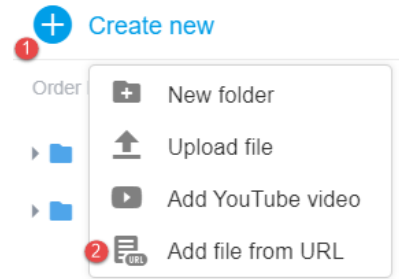 Create new
1
Order
New folder
Upload file
Add YouTube video
2
URL
Add file from URL